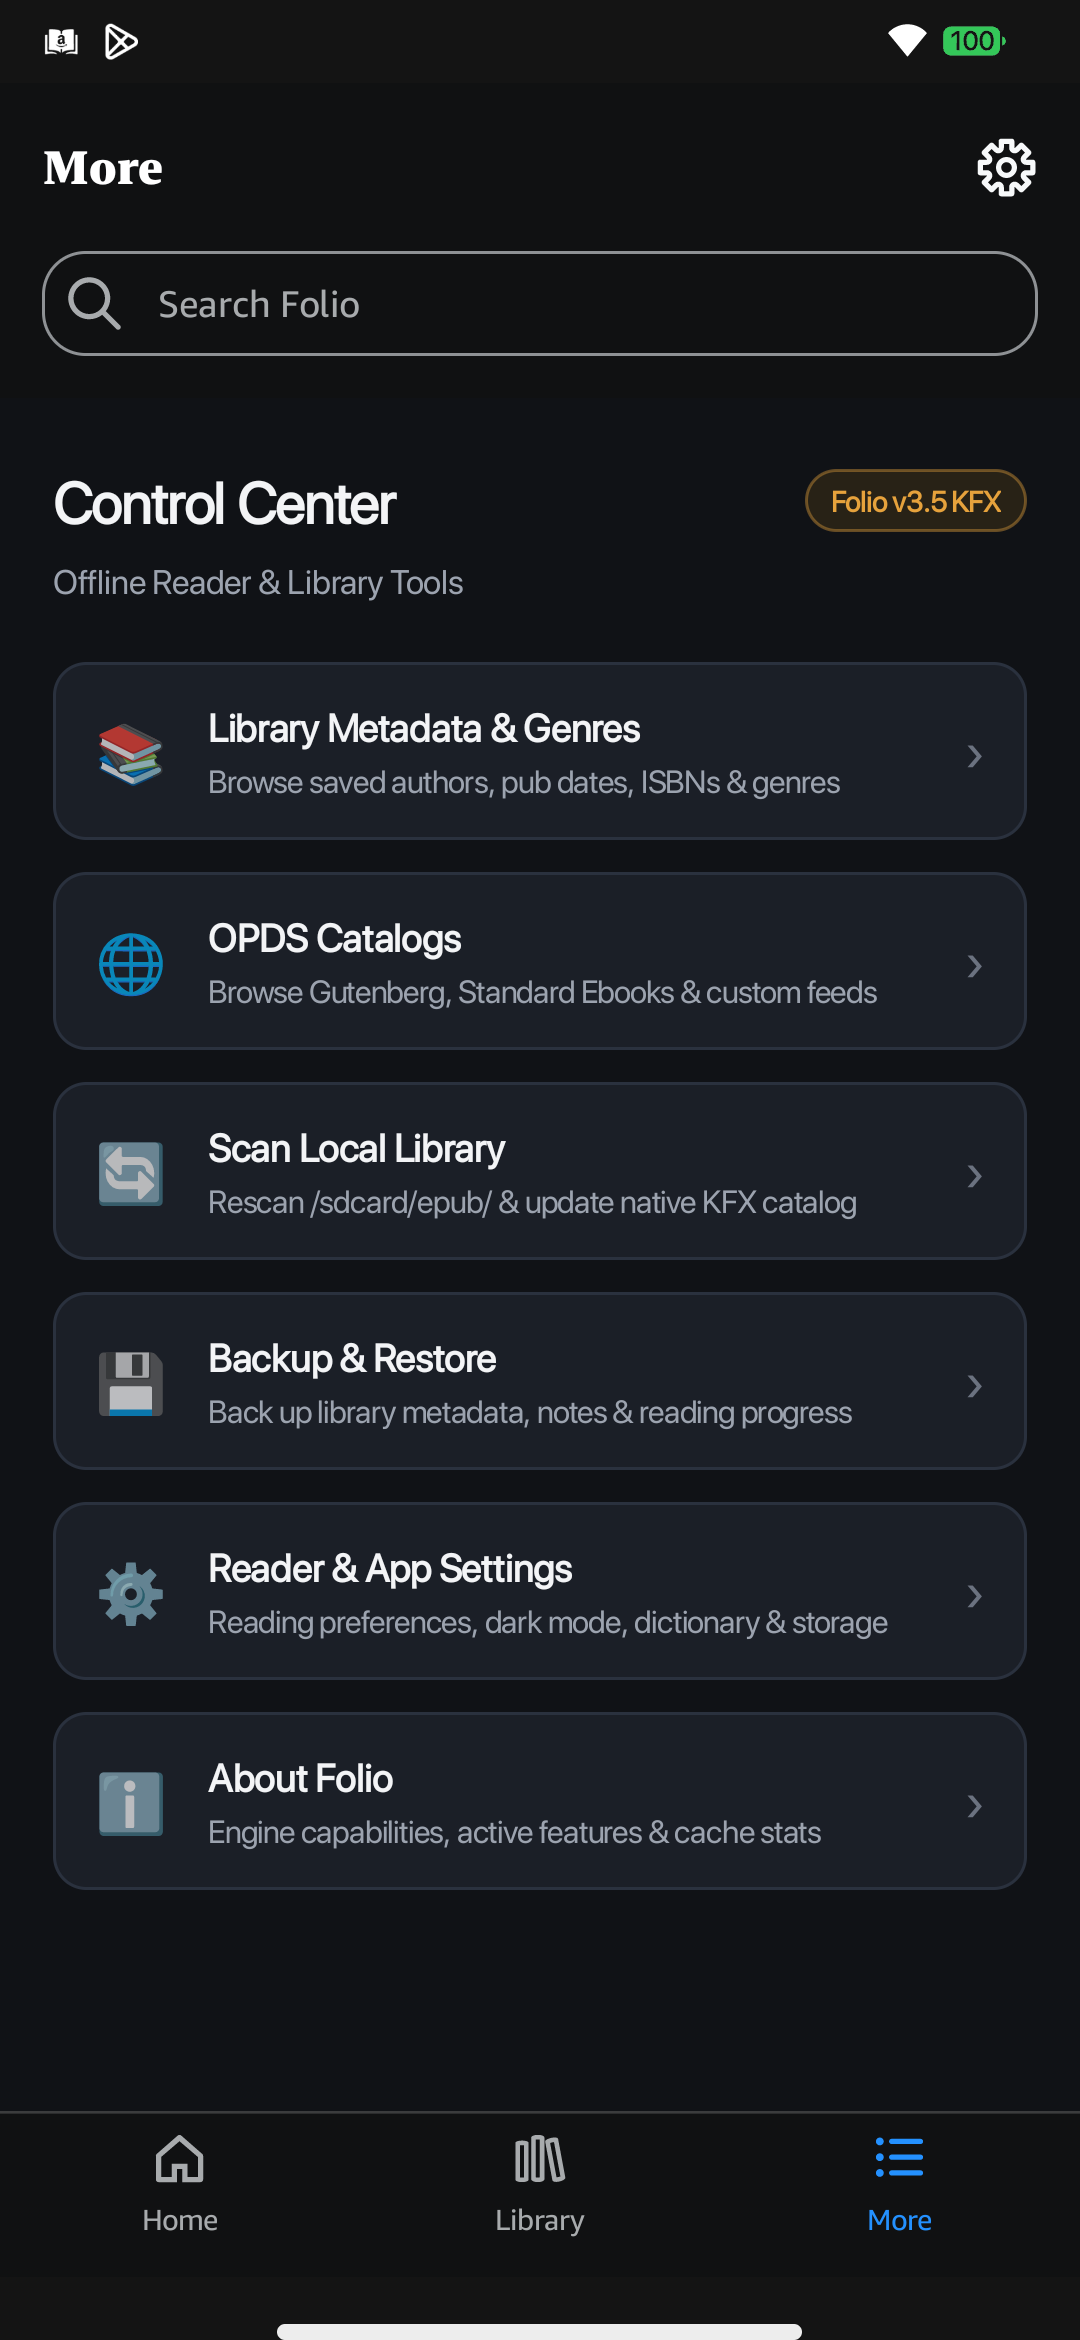 100
More
Search Folio
Control Center
Folio v3.5 KFX
Offline Reader & Library Tools
Library Metadata & Genres
Browse saved authors, pub dates, ISBNs & genres
OPDS Catalogs
Browse Gutenberg, Standard Ebooks & custom feeds
Scan Local Library
Rescan /sdcard/epub/ & update native KFX catalog
Backup & Restore
Back up library metadata, notes & reading progress
Reader & App Settings
Reading preferences, dark mode, dictionary & storage
About Folio
Engine capabilities, active features & cache stats
Home
Library
More